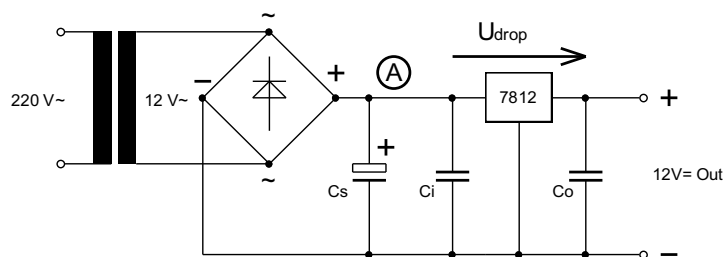 Udrop
~
A
+
−
220 V~
12 V~
7812
+
+
Cs
Ci
Co
12V= Out
~
−